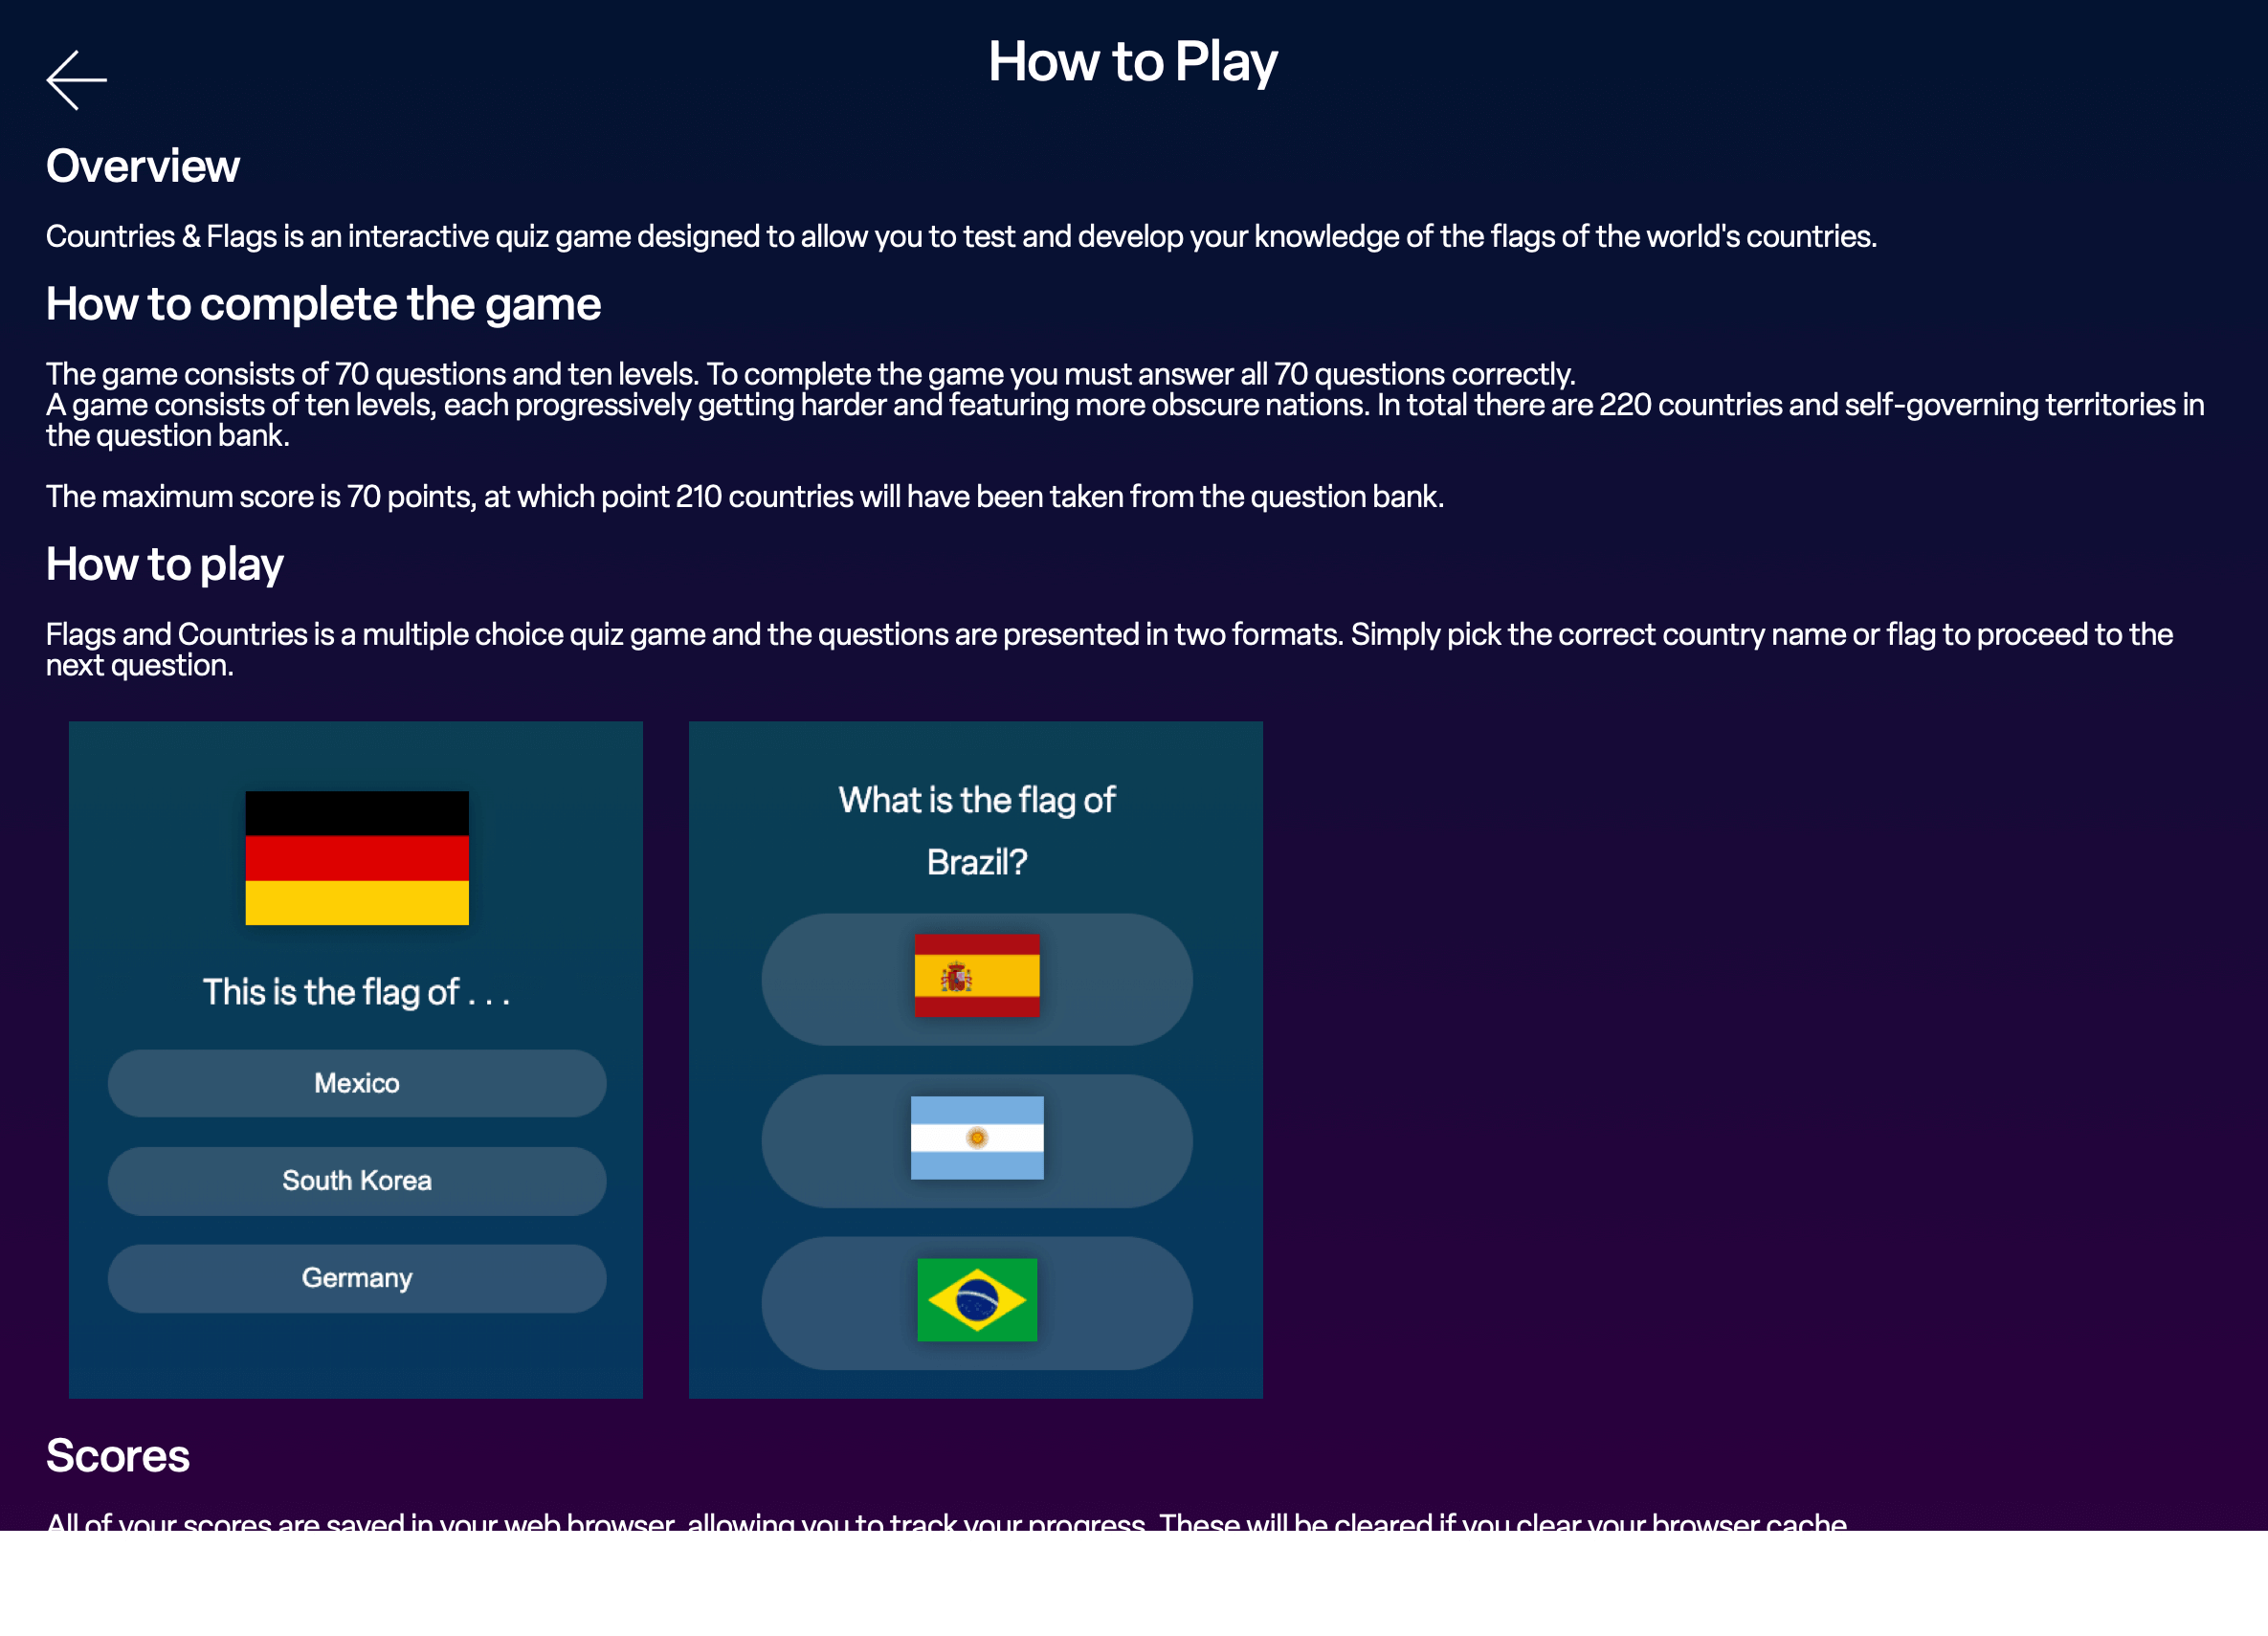 How to Play
Overview
Countries & Flags is an interactive quiz game designed to allow you to test and develop your knowledge of the flags of the world's countries.
How to complete the game
The game consists of 70 questions and ten levels. To complete the game you must answer all 70 questions correctly.
A game consists of ten levels, each progressively getting harder and featuring more obscure nations. In total there are 220 countries and self-governing territories in
the question bank.
The maximum score is 70 points, at which point 210 countries will have been taken from the question bank.
How to play
Flags and Countries is a multiple choice quiz game and the questions are presented in two formats. Simply pick the correct country name or flag to proceed to the
next question.
This is the flag of . . .
Mexico
South Korea
Germany
What is the flag of
Brazil?
Scores
All of your scores are saved in your web browser, allowing you to track your progress. These will be cleared if you clear your browser cache